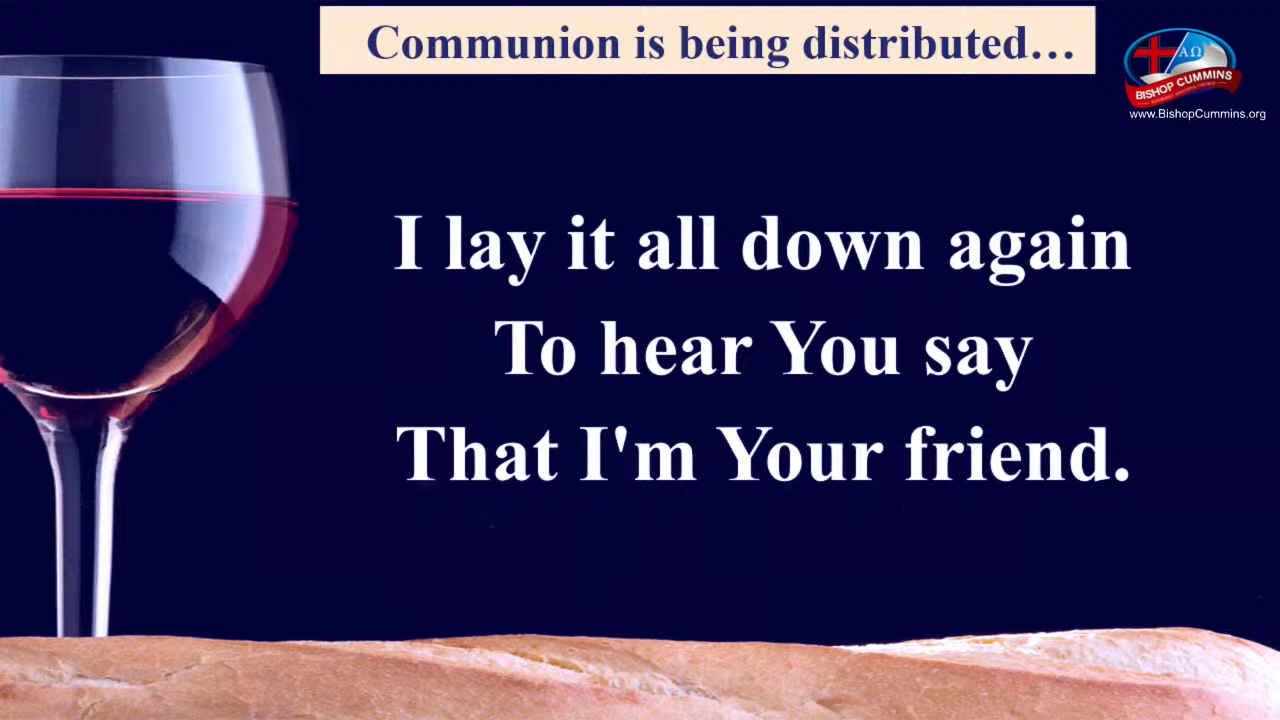 Communion is being distributed…
ΑΩ
BISHOP CUMMINS
www.BishopCummins.org
I lay it all down again
To hear You say
That I'm Your friend.